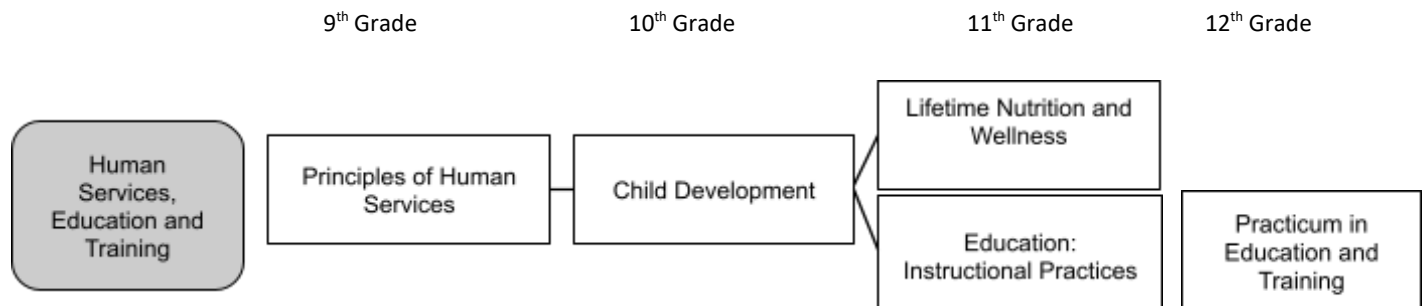 9th Grade 10th Grade 11th Grade 12th Grade
Human
Services,
Education and
Training
Principles of Human
Services
Child Development
Lifetime Nutrition and
Wellness
Education:
Instructional Practices
Practicum in
Education and
Training